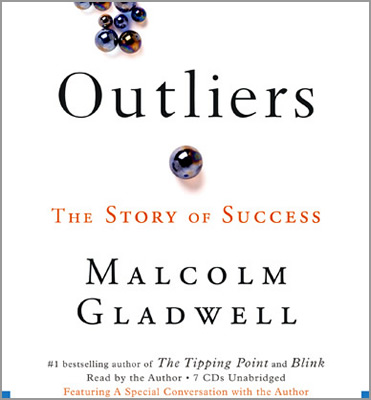 Outliers
THE STORY OF SUCCESS
MALCOLM
GLADWELL
#1 bestselling author of The Tipping Point and Blink
Read by the Author • 7 CDs Unabridged
Featuring A Special Conversation with the Author